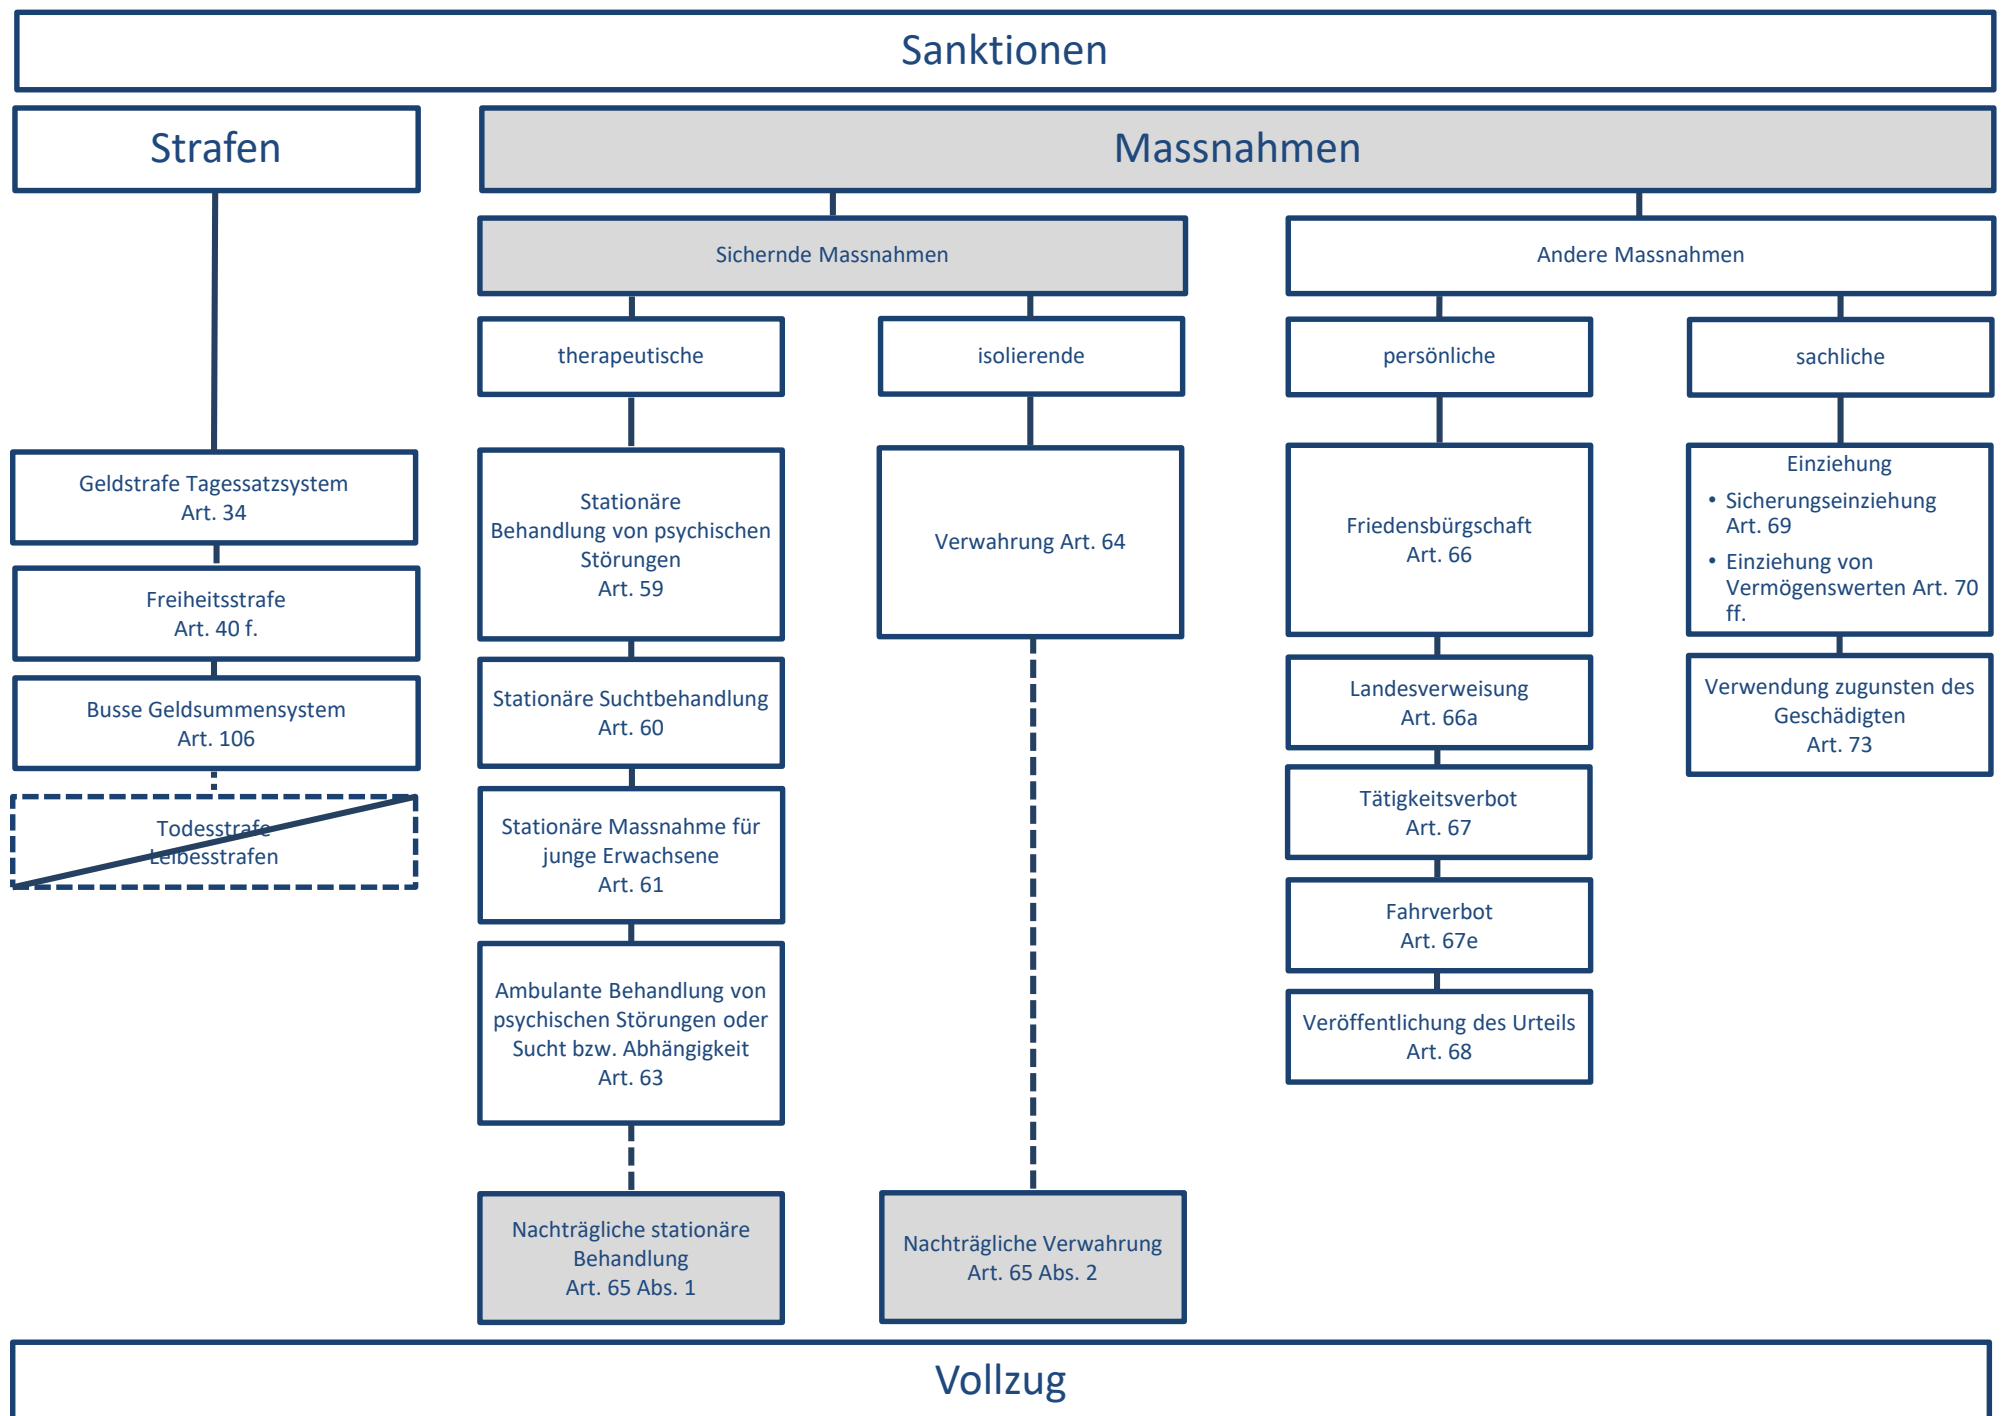 Sanktionen
Strafen
Massnahmen
Sichernde Massnahmen
Andere Massnahmen
therapeutische
isolierende
persönliche
sachliche
Geldstrafe Tagessatzsystem
Art. 34
Freiheitsstrafe
Art. 40 f.
Busse Geldsummensystem
Art. 106
Todesstrafe
Leibesstrafen
Stationäre
Behandlung von psychischen
Störungen
Art. 59
Stationäre Suchtbehandlung
Art. 60
Stationäre Massnahme für
junge Erwachsene
Art. 61
Ambulante Behandlung von
psychischen Störungen oder
Sucht bzw. Abhängigkeit
Art. 63
Nachträgliche stationäre
Behandlung
Art. 65 Abs. 1
Verwahrung Art. 64
Nachträgliche Verwahrung
Art. 65 Abs. 2
Friedensbürgschaft
Art. 66
Landesverweisung
Art. 66a
Tätigkeitsverbot
Art. 67
Fahrverbot
Art. 67e
Veröffentlichung des Urteils
Art. 68
Einziehung
• Sicherungseinziehung
Art. 69
• Einziehung von
Vermögenswerten Art. 70
ff.
Verwendung zugunsten des
Geschädigten
Art. 73
Vollzug